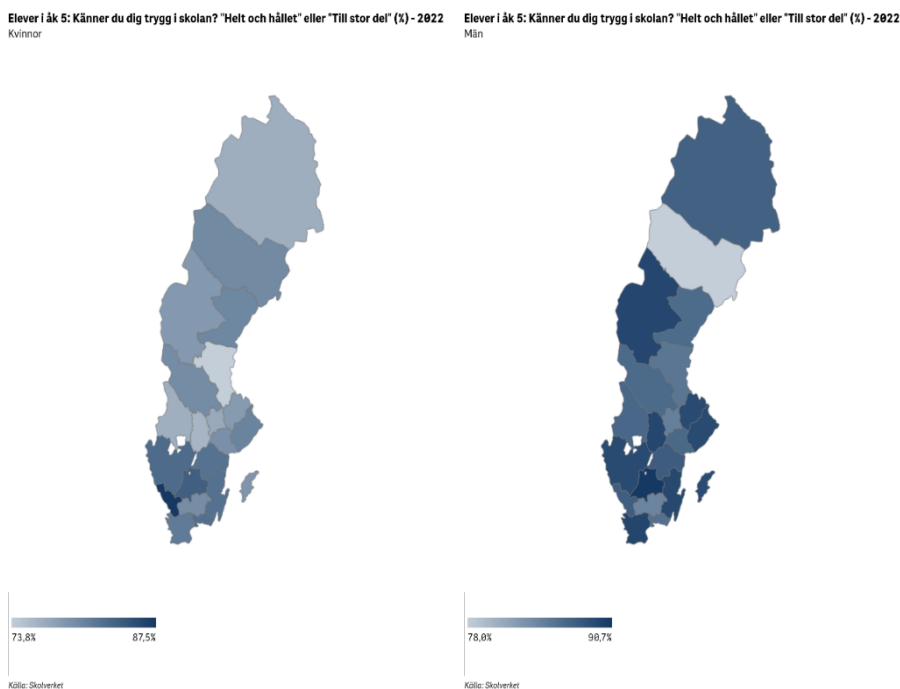 Elever i åk 5: Känner du dig trygg i skolan? "Helt och hållet" eller "Till stor del" (%) - 2022
Kvinnor
73,8%
87,5%
Källa: Skolverket
Elever i åk 5: Känner du dig trygg i skolan? "Helt och hållet" eller "Till stor del" (%) - 2022
Män
78,0%
90,7%
Källa: Skolverket